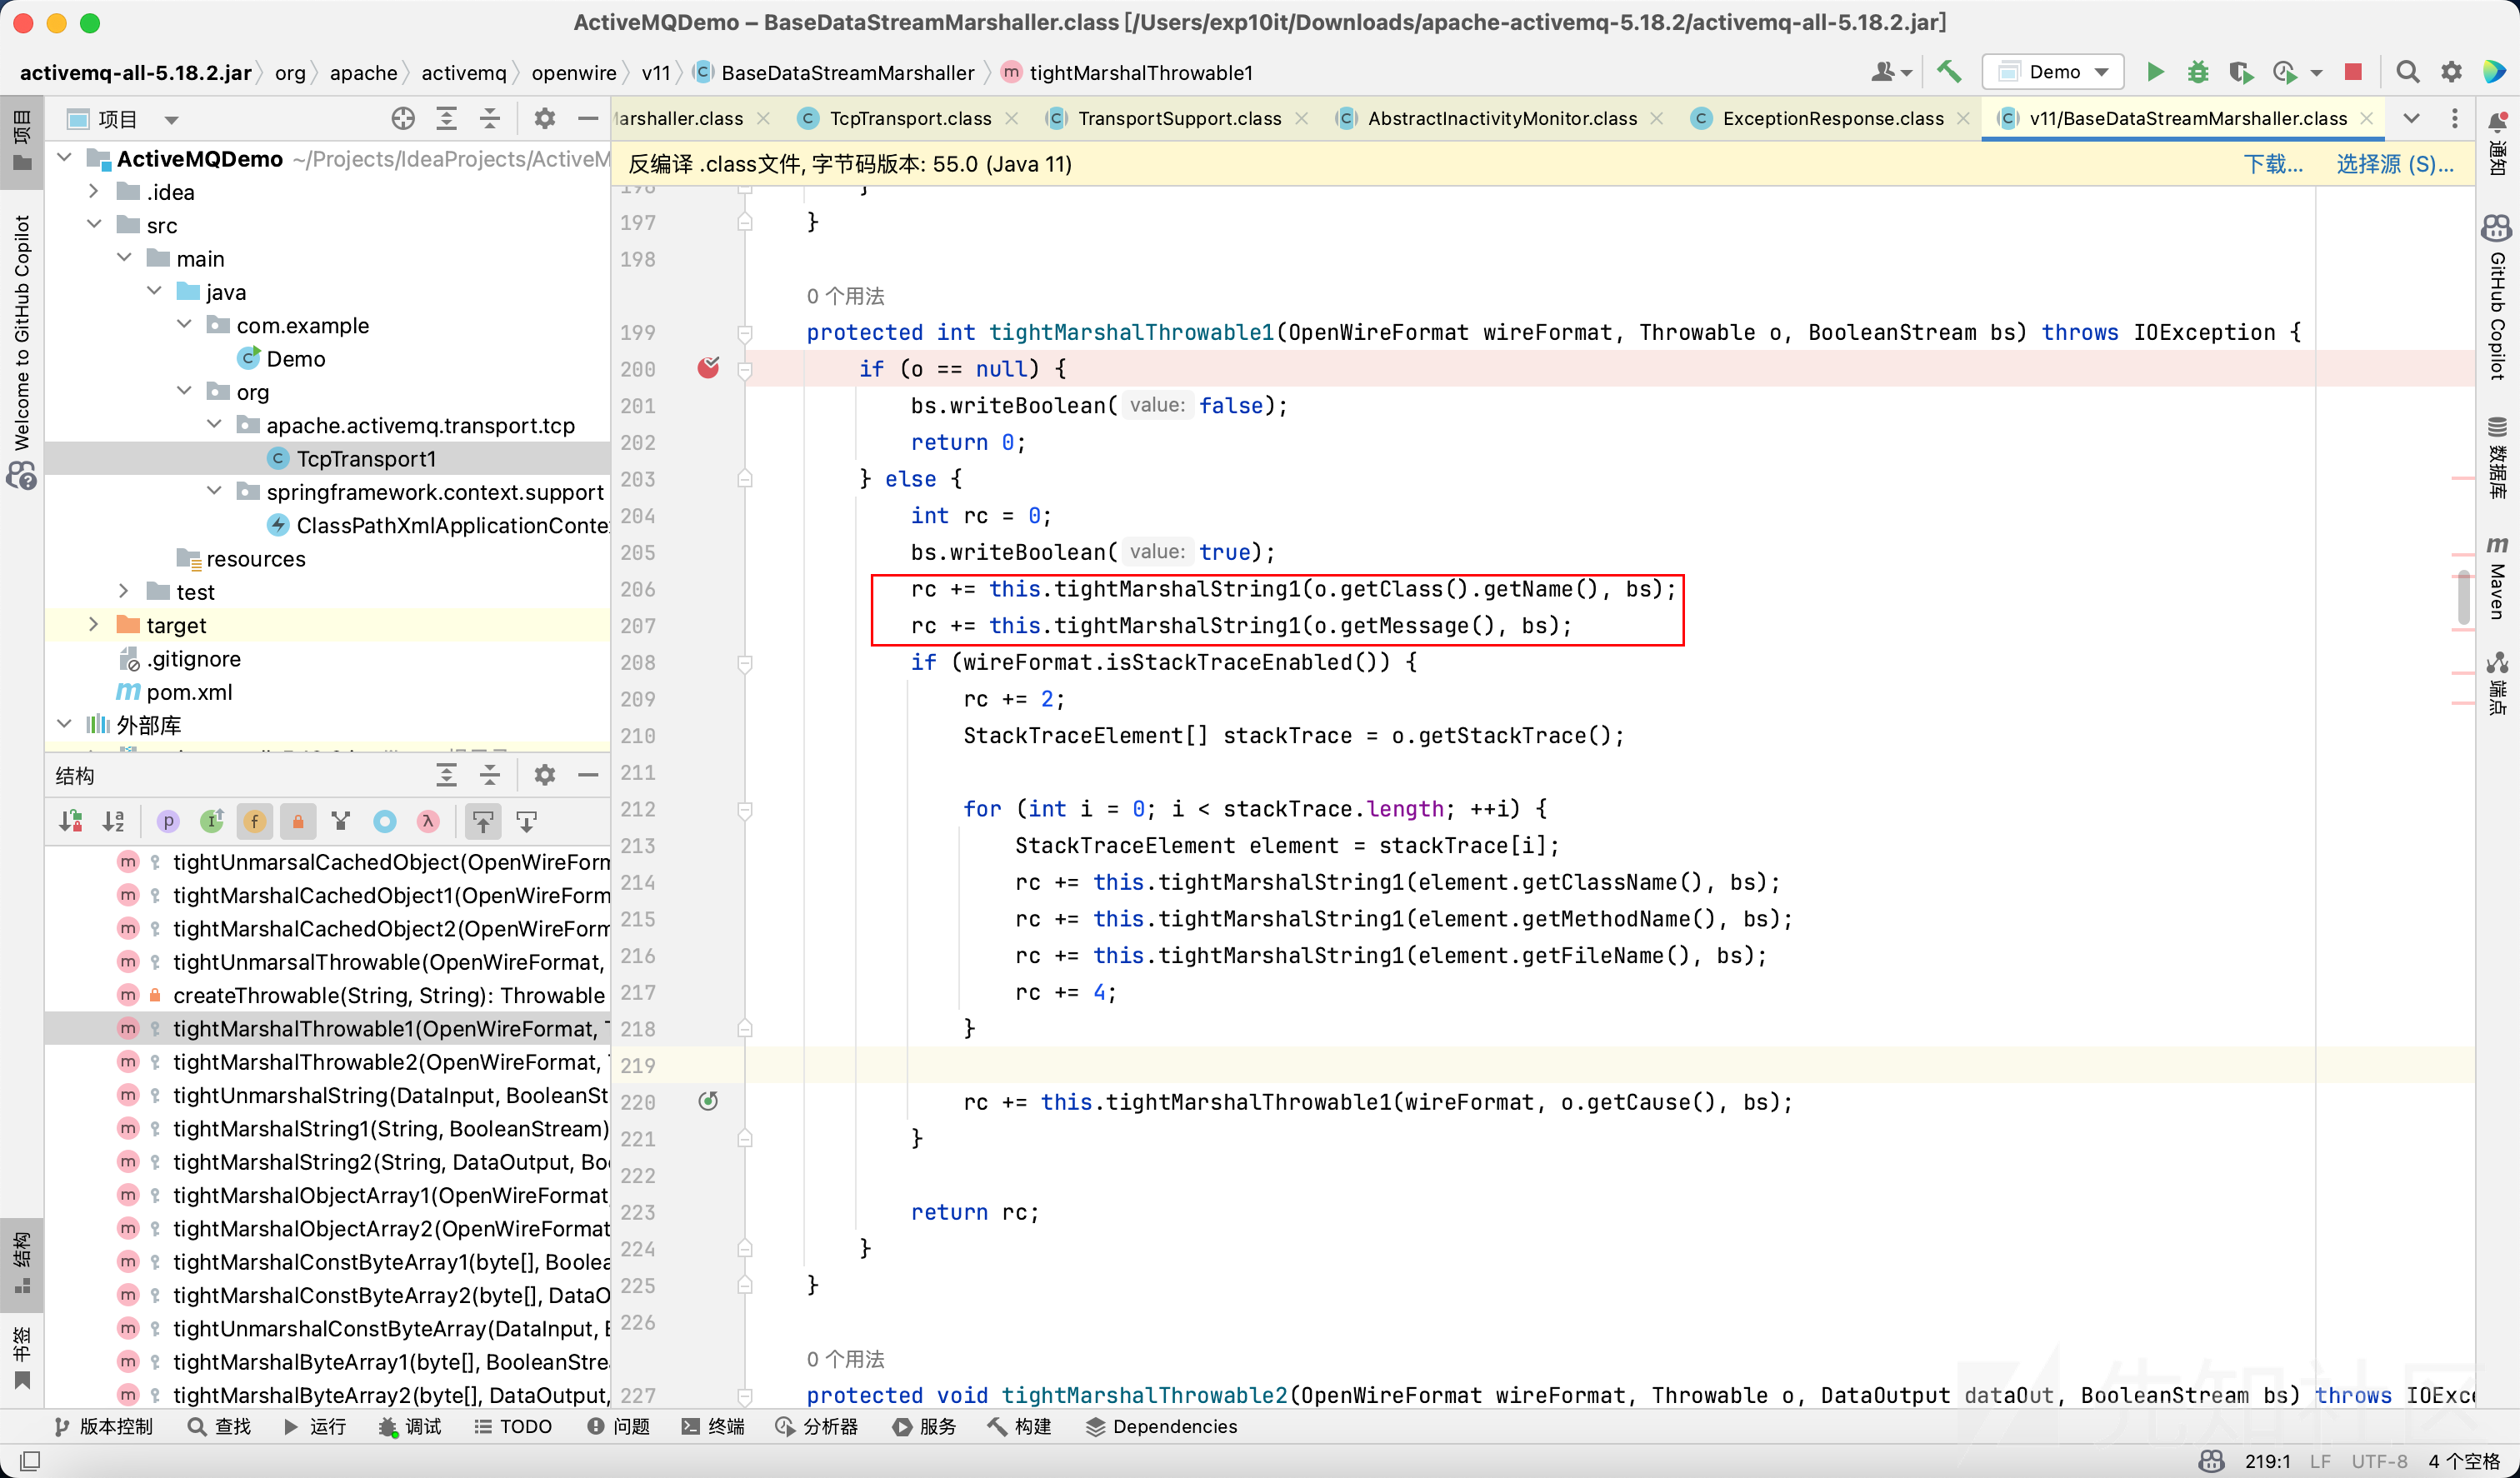 ActiveMQDemo – BaseDataStreamMarshaller.class [/Users/exp10it/Downloads/apache-activemq-5.18.2/activemq-all-5.18.2.jar]
activemq-all-5.18.2.jar org apache activemq openwire v11 BaseDataStreamMarshaller tightMarshalThrowable1 Demo
项目
Welcome to GitHub Copilot
结构
书签
项目
ActiveMQDemo ~/Projects/IdeaProjects/ActiveM
.idea
src
main
java
com.example
Demo
org
apache.activemq.transport.tcp
TcpTransport1
springframework.context.support
ClassPathXmlApplicationConte
resources
test
target
.gitignore
pom.xml
外部库
结构
tightUnmarsalCachedObject(OpenWireForm
tightMarshalCachedObject1(OpenWireForm
tightMarshalCachedObject2(OpenWireForm
tightUnmarsalThrowable(OpenWireFormat,
createThrowable(String, String): Throwable
tightMarshalThrowable1(OpenWireFormat,
tightMarshalThrowable2(OpenWireFormat,
tightUnmarshalString(DataInput, BooleanSt
tightMarshalString1(String, BooleanStream)
tightMarshalString2(String, DataOutput, Bo
tightMarshalObjectArray1(OpenWireFormat
tightMarshalObjectArray2(OpenWireFormat
tightMarshalConstByteArray1(byte[], Boolea
tightMarshalConstByteArray2(byte[], DataO
tightUnmarshalConstByteArray(DataInput, B
tightMarshalByteArray1(byte[], BooleanStre
tightMarshalByteArray2(byte[], DataOutput,
arshaller.class TcpTransport.class TransportSupport.class AbstractInactivityMonitor.class ExceptionResponse.class v11/BaseDataStreamMarshaller.class
反编译 .class文件, 字节码版本: 55.0 (Java 11) 下载... 选择源 (S)...
196 }
197 }
198
0 个用法
199 protected int tightMarshalThrowable1(OpenWireFormat wireFormat, Throwable o, BooleanStream bs) throws IOException {
200 if (o == null) {
201 bs.writeBoolean( value: false);
202 return 0;
203 } else {
204 int rc = 0;
205 bs.writeBoolean( value: true);
206 rc += this.tightMarshalString1(o.getClass().getName(), bs);
207 rc += this.tightMarshalString1(o.getMessage(), bs);
208 if (wireFormat.isStackTraceEnabled()) {
209 rc += 2;
210 StackTraceElement[] stackTrace = o.getStackTrace();
211
212 for (int i = 0; i < stackTrace.length; ++i) {
213 StackTraceElement element = stackTrace[i];
214 rc += this.tightMarshalString1(element.getClassName(), bs);
215 rc += this.tightMarshalString1(element.getMethodName(), bs);
216 rc += this.tightMarshalString1(element.getFileName(), bs);
217 rc += 4;
218 }
219
220 rc += this.tightMarshalThrowable1(wireFormat, o.getCause(), bs);
221 }
222
223 return rc;
224 }
225 }
226
0 个用法
227 protected void tightMarshalThrowable2(OpenWireFormat wireFormat, Throwable o, DataOutput dataOut, BooleanStream bs) throws IOExce
通知
GitHub Copilot
数据库
Maven
端点
先知社区
版本控制 查找 运行 调试 TODO 问题 终端 分析器 服务 构建 Dependencies
219:1 LF UTF-8 4 个空格